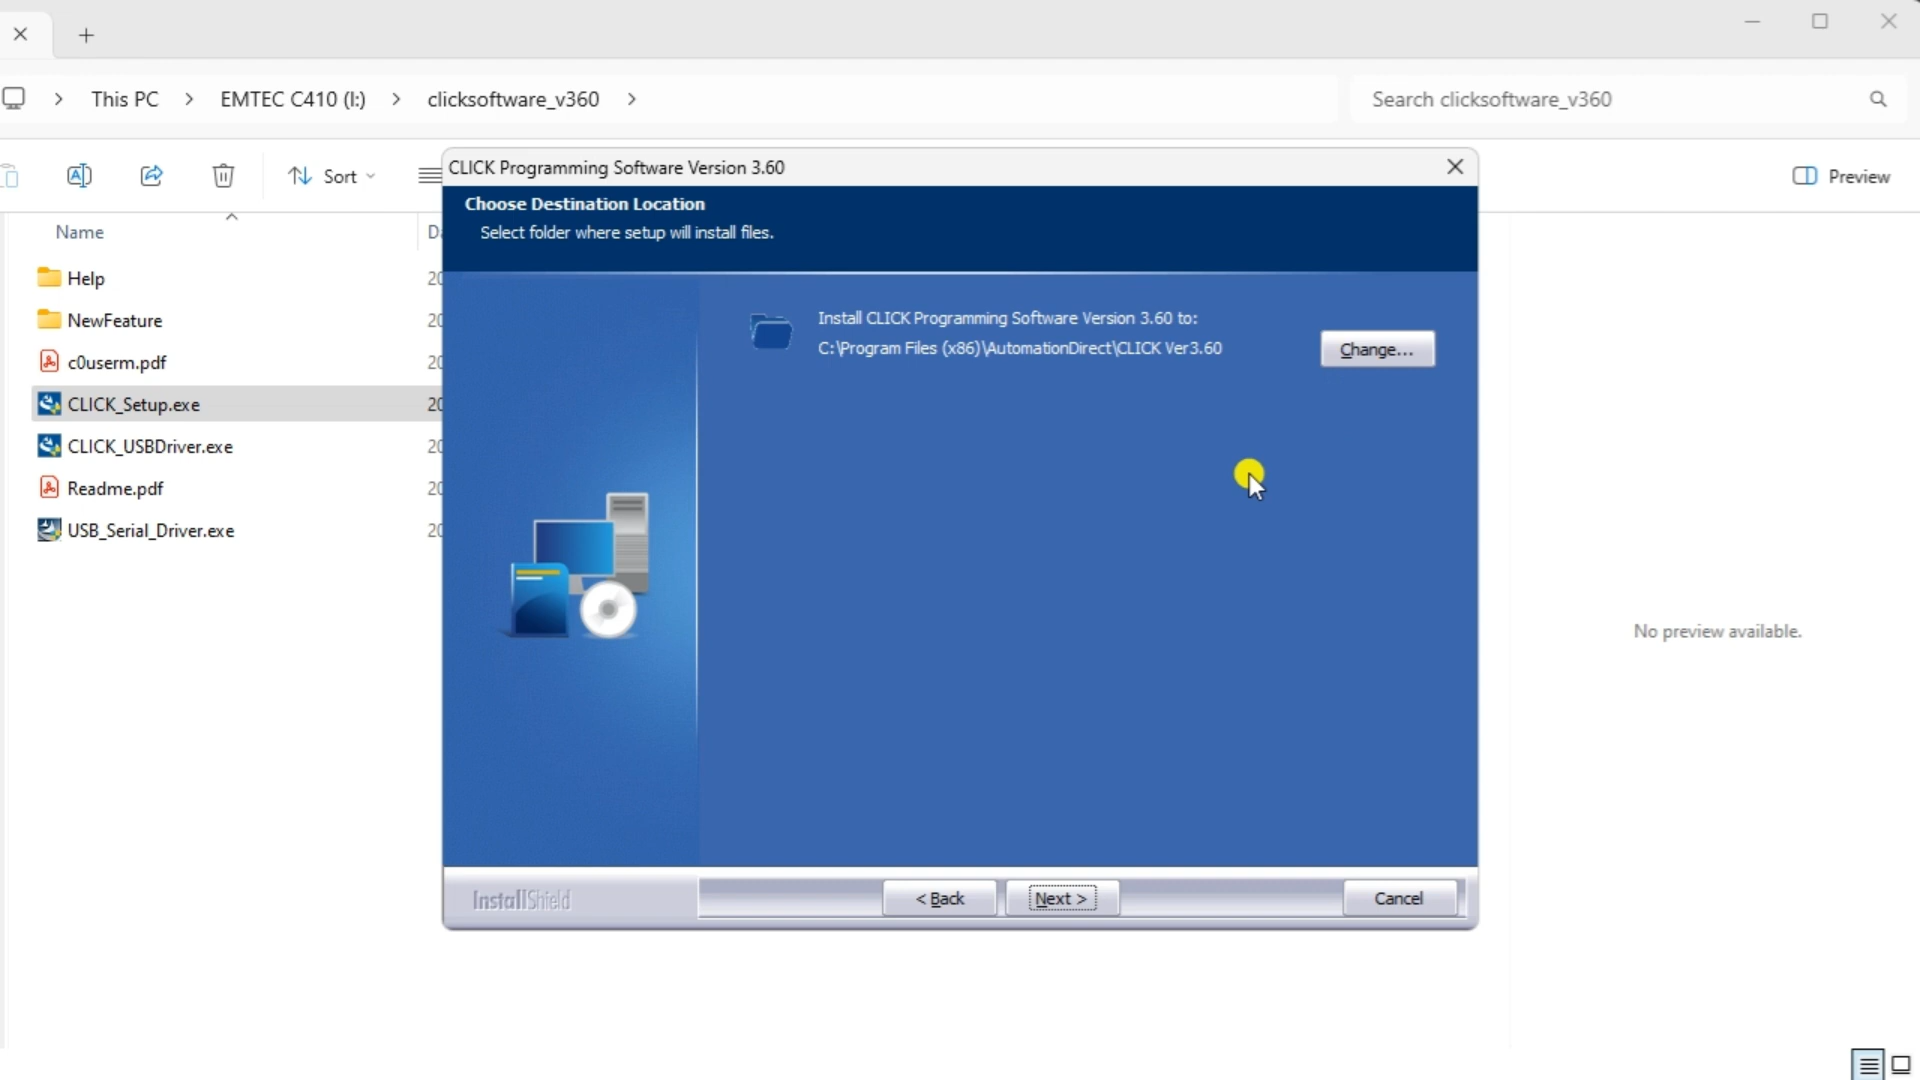 This PC > EMTEC C410 (I:) > clicksoftware_v360 >
Search clicksoftware_v360
Sort
Preview
Name
Help
NewFeature
c0userm.pdf
CLICK_Setup.exe
CLICK_USBDriver.exe
Readme.pdf
USB_Serial_Driver.exe
CLICK Programming Software Version 3.60
Choose Destination Location
Select folder where setup will install files.
Install CLICK Programming Software Version 3.60 to:
C:\Program Files (x86)\AutomationDirect\CLICK Ver3.60
Change...
No preview available.
InstallShield
< Back
Next >
Cancel